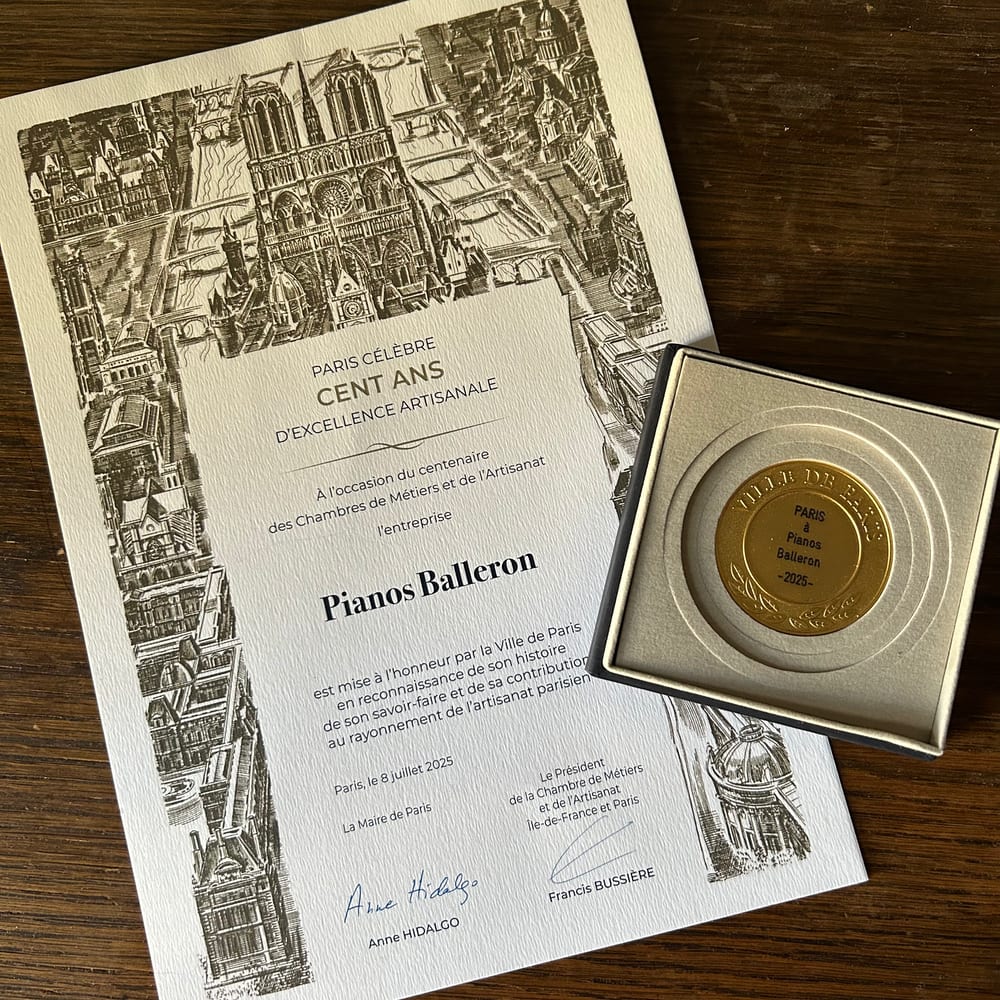 PARIS CÉLÈBRE
CENT ANS
D'EXCELLENCE ARTISANALE
À l'occasion du centenaire
des Chambres de Métiers et de l'Artisanat
l'entreprise
Pianos Balleron
est mise à l'honneur par la Ville de Paris
en reconnaissance de son histoire
de son savoir-faire et de sa contribution
au rayonnement de l'artisanat parisien
Paris, le 8 juillet 2025
La Maire de Paris
Anne Hidalgo
Anne HIDALGO
Le Président
de la Chambre de Métiers
et de l'Artisanat
Île-de-France et Paris
Francis BUSSIÈRE
VILLE DE PARIS
PARIS
à
Pianos
Balleron
-2025-